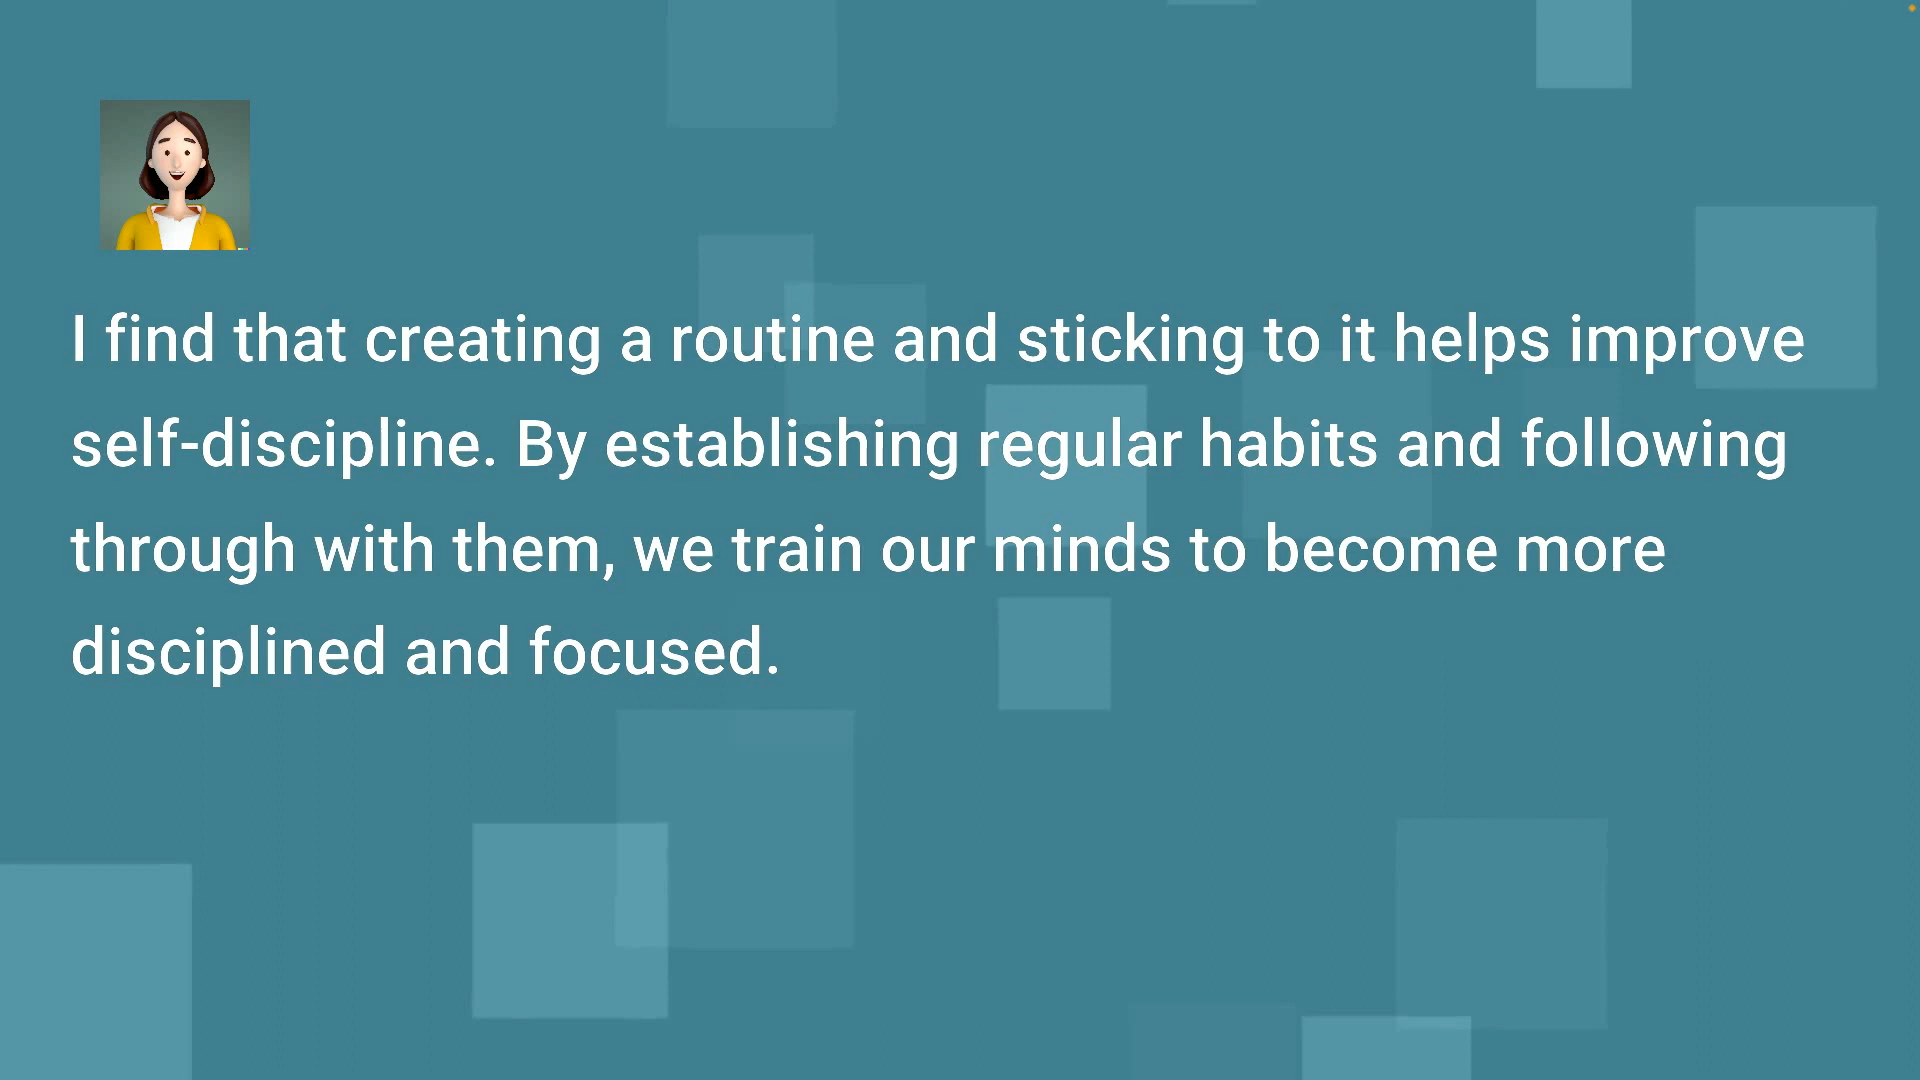 I find that creating a routine and sticking to it helps improve
self-discipline. By establishing regular habits and following
through with them, we train our minds to become more
disciplined and focused.